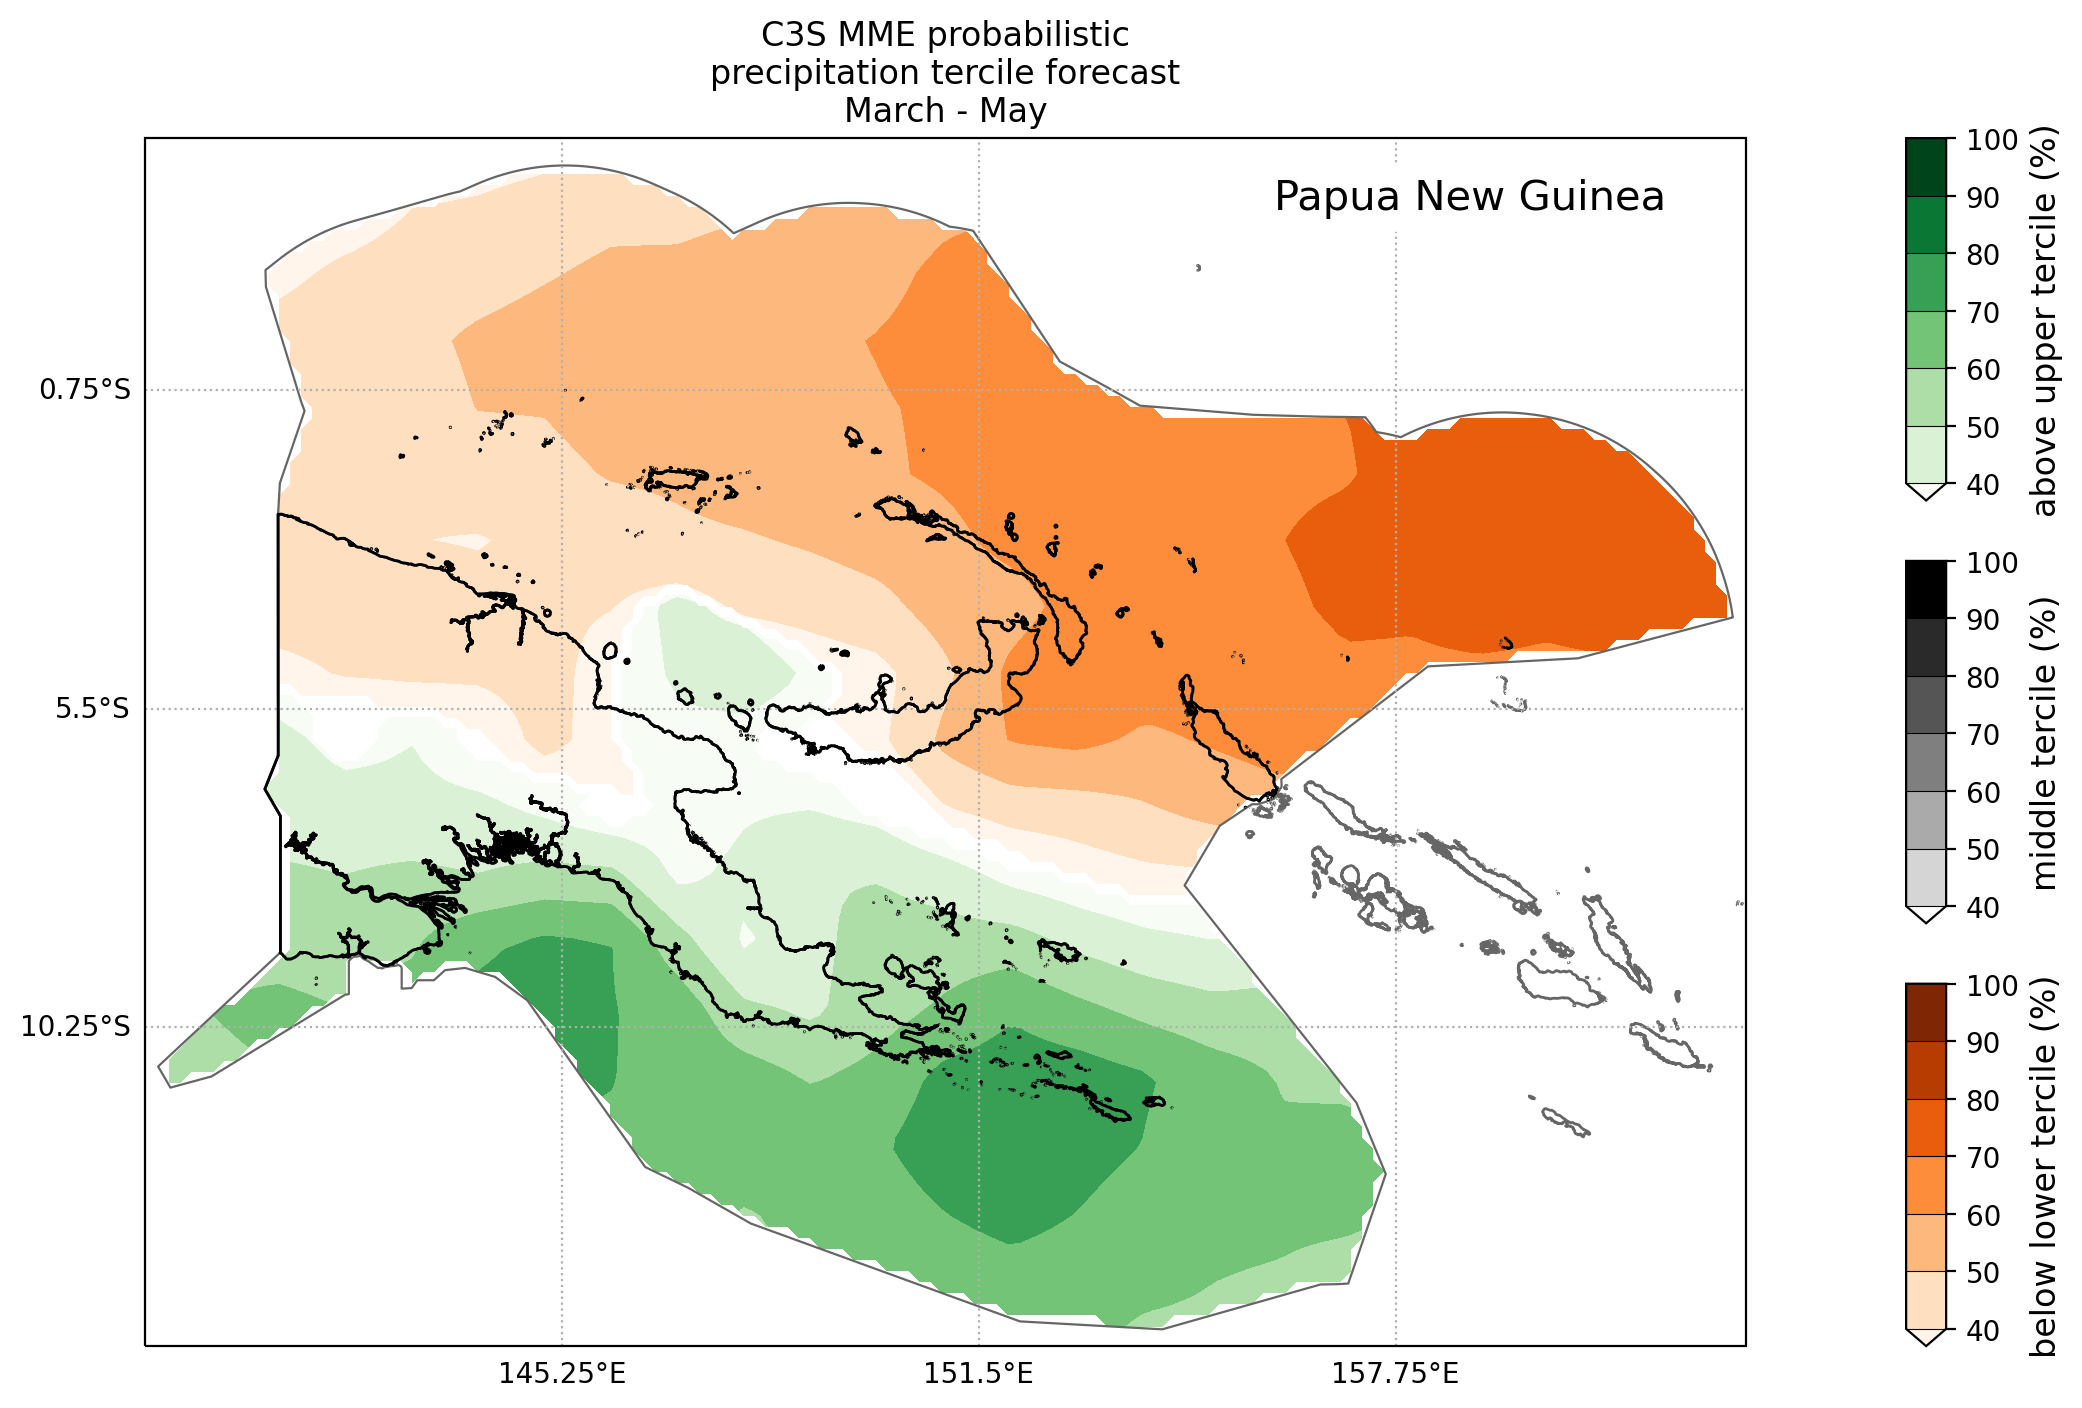 C3S MME probabilistic
precipitation tercile forecast
March - May
Papua New Guinea
0.75°S
5.5°S
10.25°S
145.25°E
151.5°E
157.75°E
100
90
80
70
60
50
40
above upper tercile (%)
100
90
80
70
60
50
40
middle tercile (%)
100
90
80
70
60
50
40
below lower tercile (%)